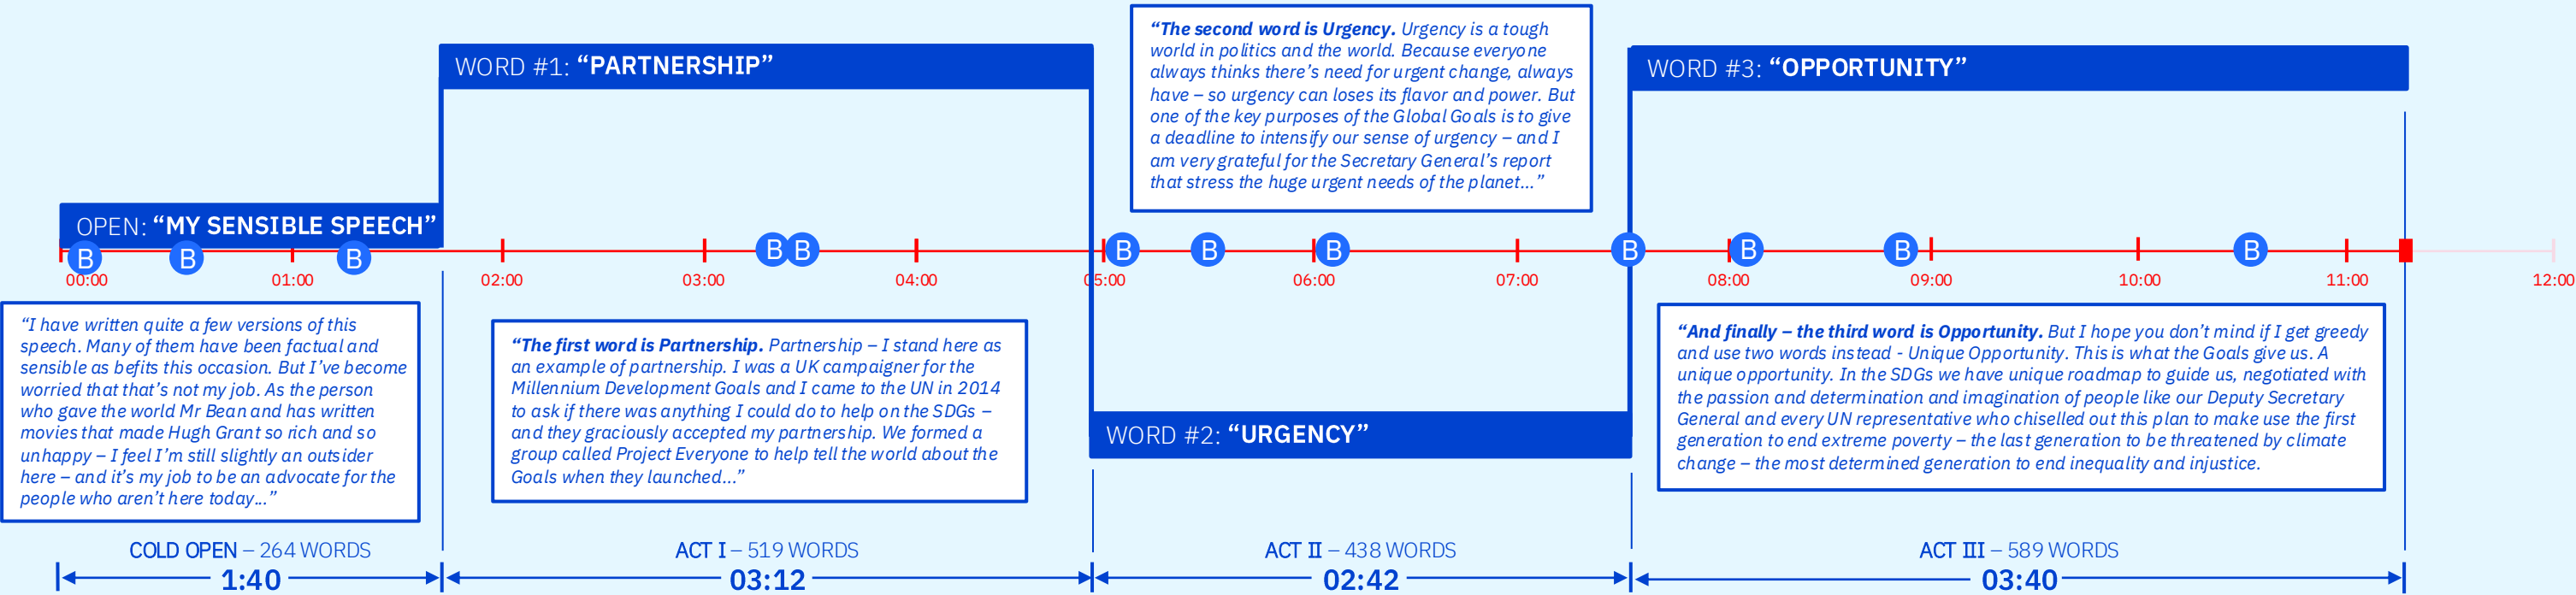 OPEN: “MY SENSIBLE SPEECH”
WORD #1: “PARTNERSHIP”
“The second word is Urgency. Urgency is a tough
world in politics and the world. Because everyone
always thinks there’s need for urgent change, always
have – so urgency can loses its flavor and power. But
one of the key purposes of the Global Goals is to give
a deadline to intensify our sense of urgency – and I
am very grateful for the Secretary General’s report
that stress the huge urgent needs of the planet...”
WORD #3: “OPPORTUNITY”
B B B B B B B B B B B B
00:00 01:00 02:00 03:00 04:00 05:00 06:00 07:00 08:00 09:00 10:00 11:00 12:00
“I have written quite a few versions of this
speech. Many of them have been factual and
sensible as befits this occasion. But I’ve become
worried that that’s not my job. As the person
who gave the world Mr Bean and has written
movies that made Hugh Grant so rich and so
unhappy – I feel I’m still slightly an outsider
here – and it’s my job to be an advocate for the
people who aren’t here today...”
“The first word is Partnership. Partnership – I stand here as
an example of partnership. I was a UK campaigner for the
Millennium Development Goals and I came to the UN in 2014
to ask if there was anything I could do to help on the SDGs –
and they graciously accepted my partnership. We formed a
group called Project Everyone to help tell the world about the
Goals when they launched...”
WORD #2: “URGENCY”
“And finally – the third word is Opportunity. But I hope you don’t mind if I get greedy
and use two words instead - Unique Opportunity. This is what the Goals give us. A
unique opportunity. In the SDGs we have unique roadmap to guide us, negotiated with
the passion and determination and imagination of people like our Deputy Secretary
General and every UN representative who chiselled out this plan to make use the first
generation to end extreme poverty – the last generation to be threatened by climate
change – the most determined generation to end inequality and injustice.
COLD OPEN – 264 WORDS
1:40
ACT I – 519 WORDS
03:12
ACT II – 438 WORDS
02:42
ACT III – 589 WORDS
03:40